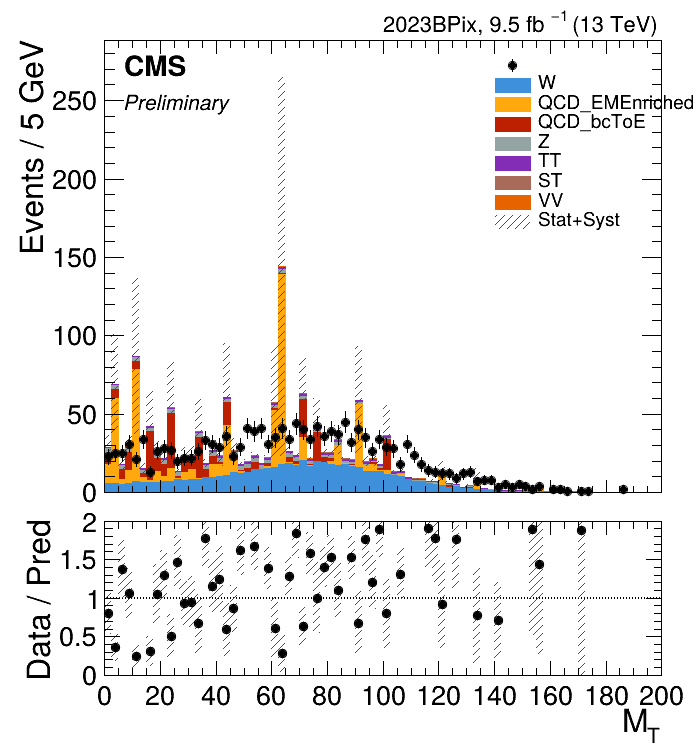 2023BPix, 9.5 fb⁻¹ (13 TeV)
CMS
Preliminary
W
QCD_EMEnriched
QCD_bcToE
Z
TT
ST
VV
Stat+Syst
Events / 5 GeV
250
200
150
100
50
0
Data / Pred
2
1.5
1
0.5
0
0 20 40 60 80 100 120 140 160 180 200
M_T